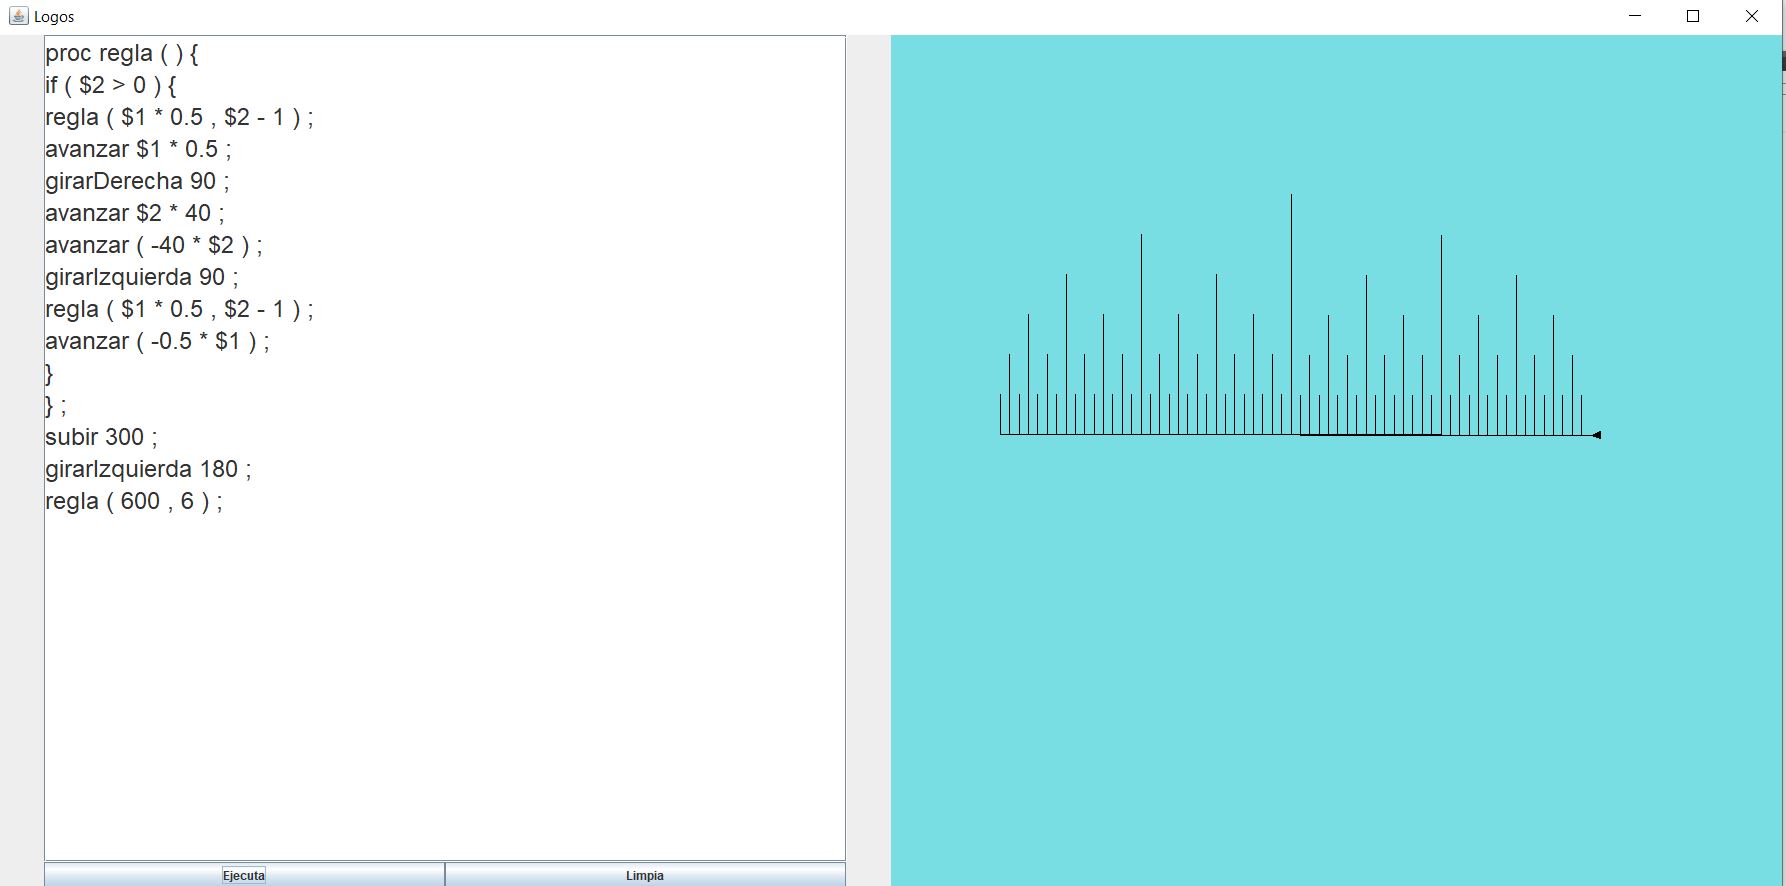 Logos
proc regla ( ) {
if ( $2 > 0 ) {
regla ( $1 * 0.5 , $2 - 1 ) ;
avanzar $1 * 0.5 ;
girarDerecha 90 ;
avanzar $2 * 40 ;
avanzar ( -40 * $2 ) ;
girarIzquierda 90 ;
regla ( $1 * 0.5 , $2 - 1 ) ;
avanzar ( -0.5 * $1 ) ;
}
} ;
subir 300 ;
girarIzquierda 180 ;
regla ( 600 , 6 ) ;
Ejecuta
Limpia